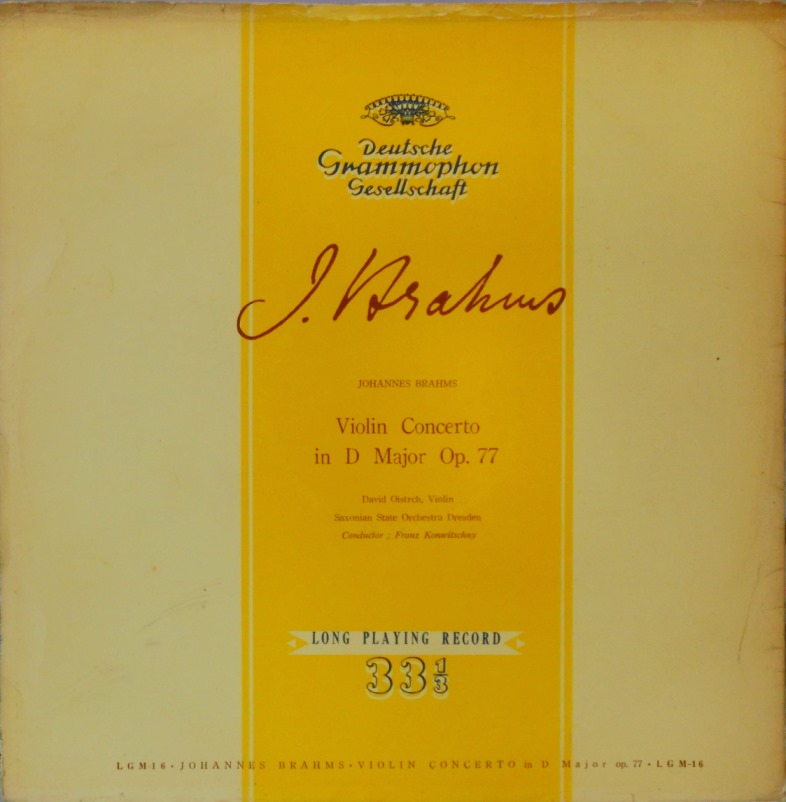 Deutsche
Grammophon
Gesellschaft
J. Brahms
JOHANNES BRAHMS
Violin Concerto
in D Major Op. 77
David Oistrch, Violin
Saxonian State Orchestra Dresden
Conductor : Franz Konwitschny
LONG PLAYING RECORD
33 1/3
LGM-16 • JOHANNES BRAHMS • VIOLIN CONCERTO in D Major op. 77 • LGM-16